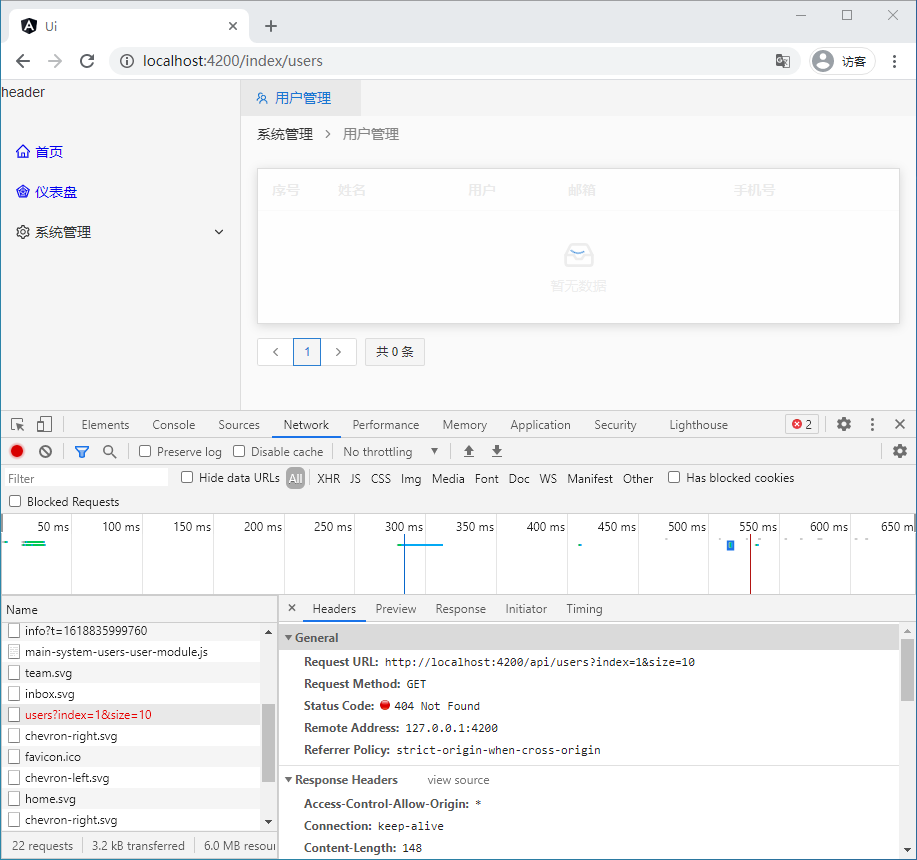 Ui
localhost:4200/index/users
访客
header
用户管理
首页
仪表盘
系统管理
系统管理 > 用户管理
序号 姓名 用户 邮箱 手机号
暂无数据
1 共 0 条
Elements Console Sources Network Performance Memory Application Security Lighthouse 2
Preserve log Disable cache No throttling
Filter Hide data URLs All XHR JS CSS Img Media Font Doc WS Manifest Other Has blocked cookies
Blocked Requests
50 ms 100 ms 150 ms 200 ms 250 ms 300 ms 350 ms 400 ms 450 ms 500 ms 550 ms 600 ms 650 m
Name
info?t=1618835999760
main-system-users-user-module.js
team.svg
inbox.svg
users?index=1&size=10
chevron-right.svg
favicon.ico
chevron-left.svg
home.svg
chevron-right.svg
22 requests 3.2 kB transferred 6.0 MB resou
Headers Preview Response Initiator Timing
General
Request URL: http://localhost:4200/api/users?index=1&size=10
Request Method: GET
Status Code: 404 Not Found
Remote Address: 127.0.0.1:4200
Referrer Policy: strict-origin-when-cross-origin
Response Headers view source
Access-Control-Allow-Origin: *
Connection: keep-alive
Content-Length: 148